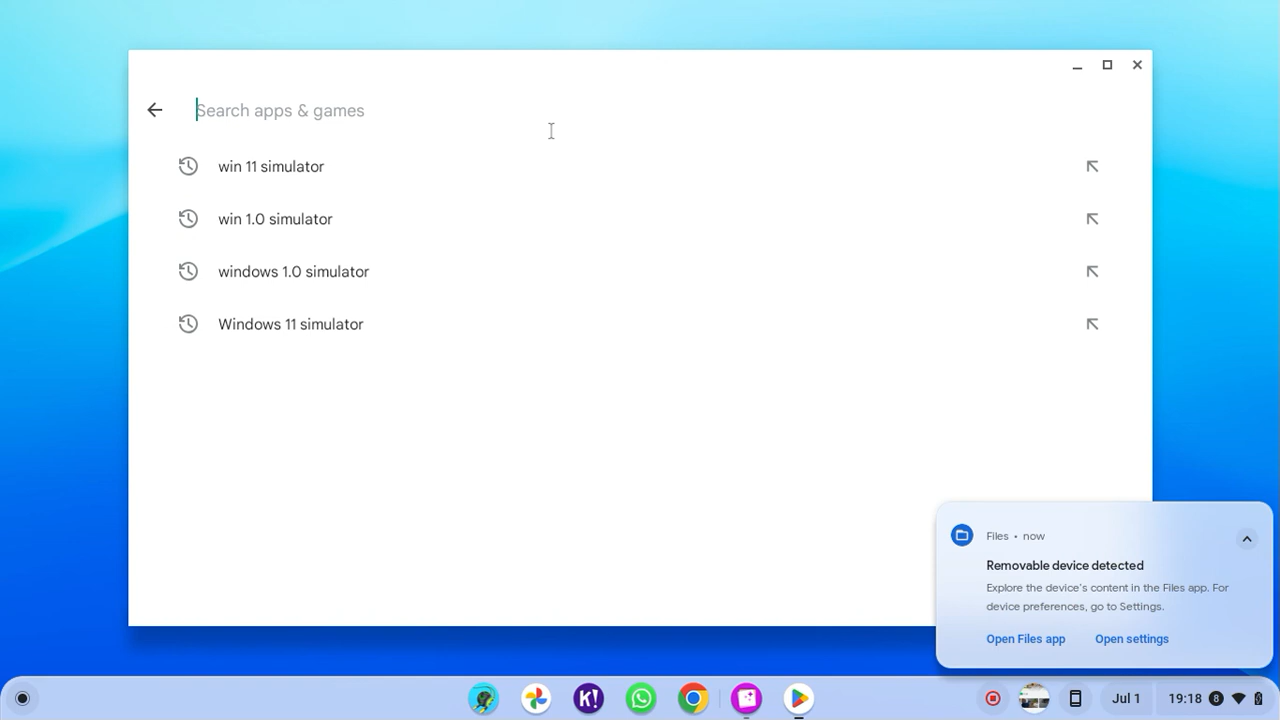 Search apps & games
win 11 simulator
win 1.0 simulator
windows 1.0 simulator
Windows 11 simulator
Files • now
Removable device detected
Explore the device's content in the Files app. For
device preferences, go to Settings.
Open Files app Open settings
K!
Jul 1 19:18 8